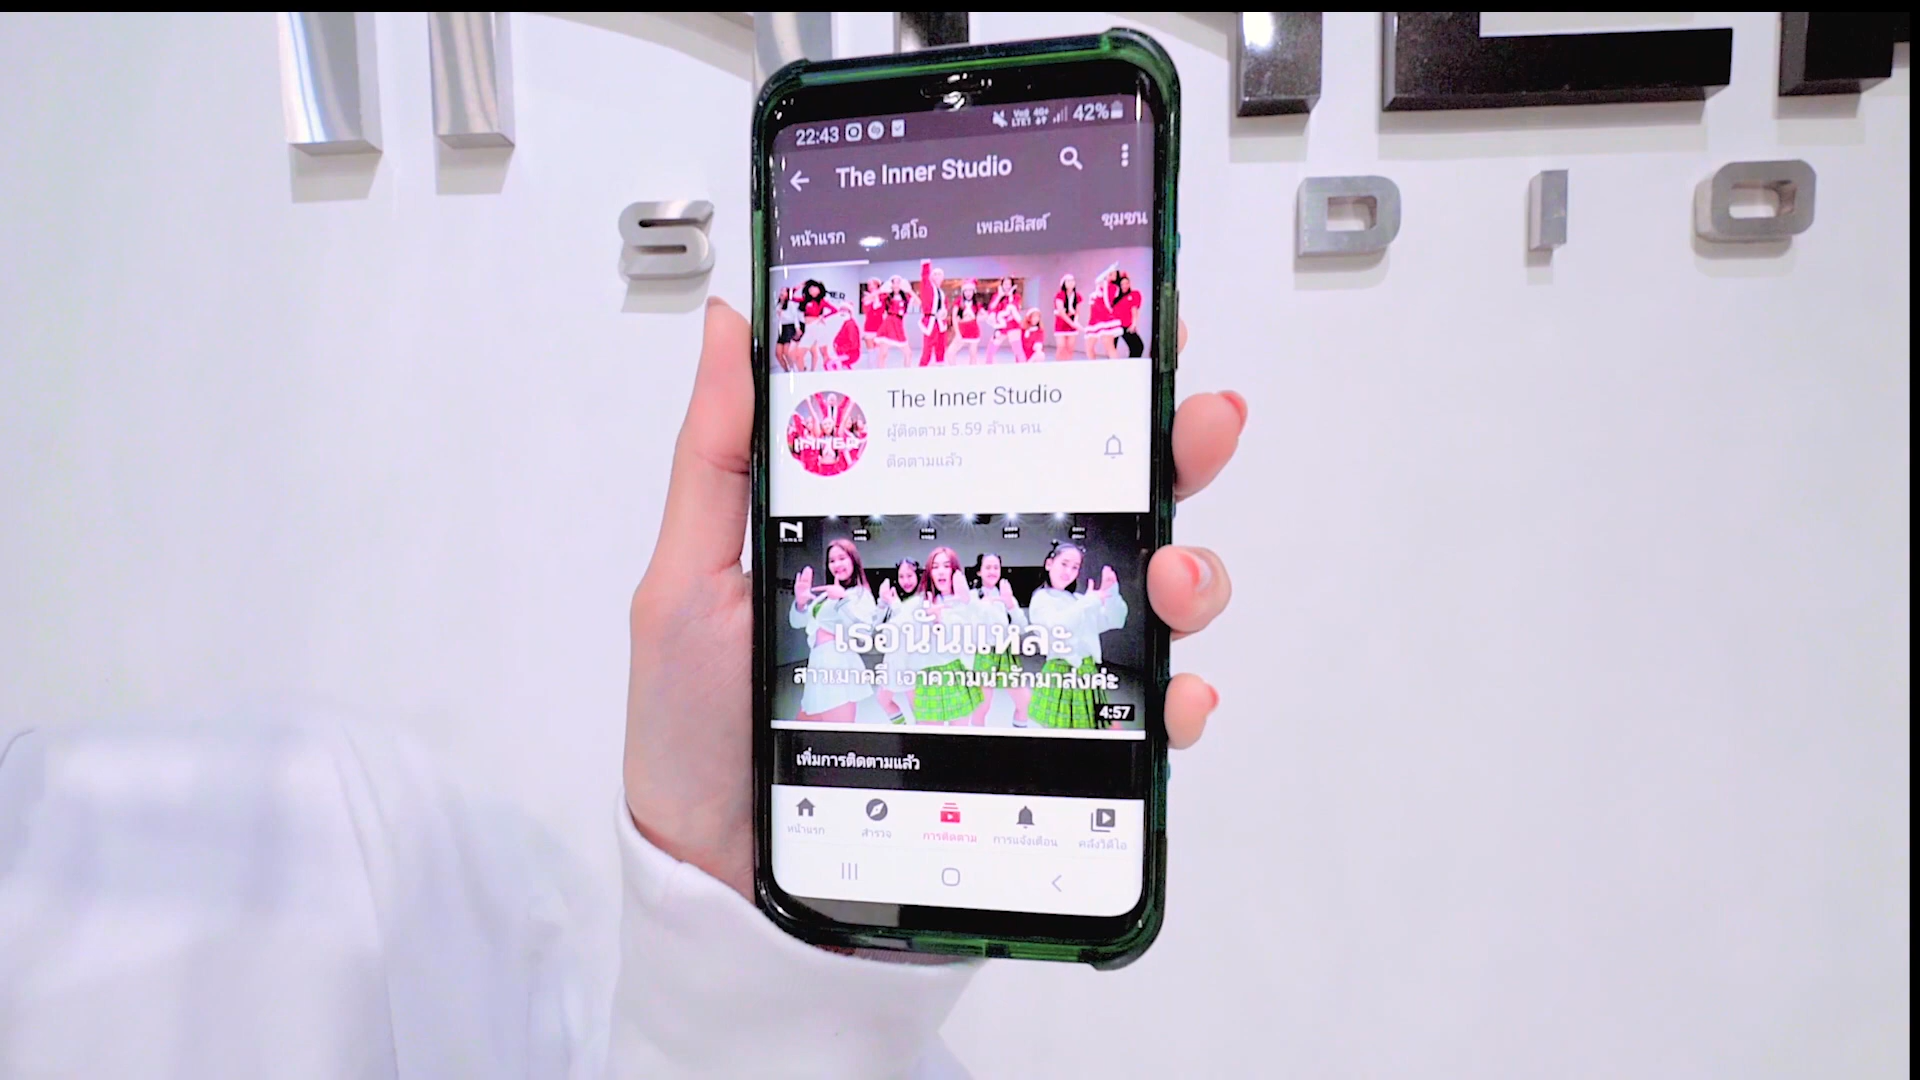 S
D I O
22:43
42%
The Inner Studio
หน้าแรก
วิดีโอ
เพลย์ลิสต์
ชุมชน
The Inner Studio
ผู้ติดตาม 5.59 ล้าน คน
ติดตามแล้ว
INNER
เธอนั่นแหละ
สาวเมาคลี เอาความน่ารักมาส่งค่ะ
4:57
เพิ่มการติดตามแล้ว
หน้าแรก
สำรวจ
การติดตาม
การแจ้งเตือน
คลังวิดีโอ